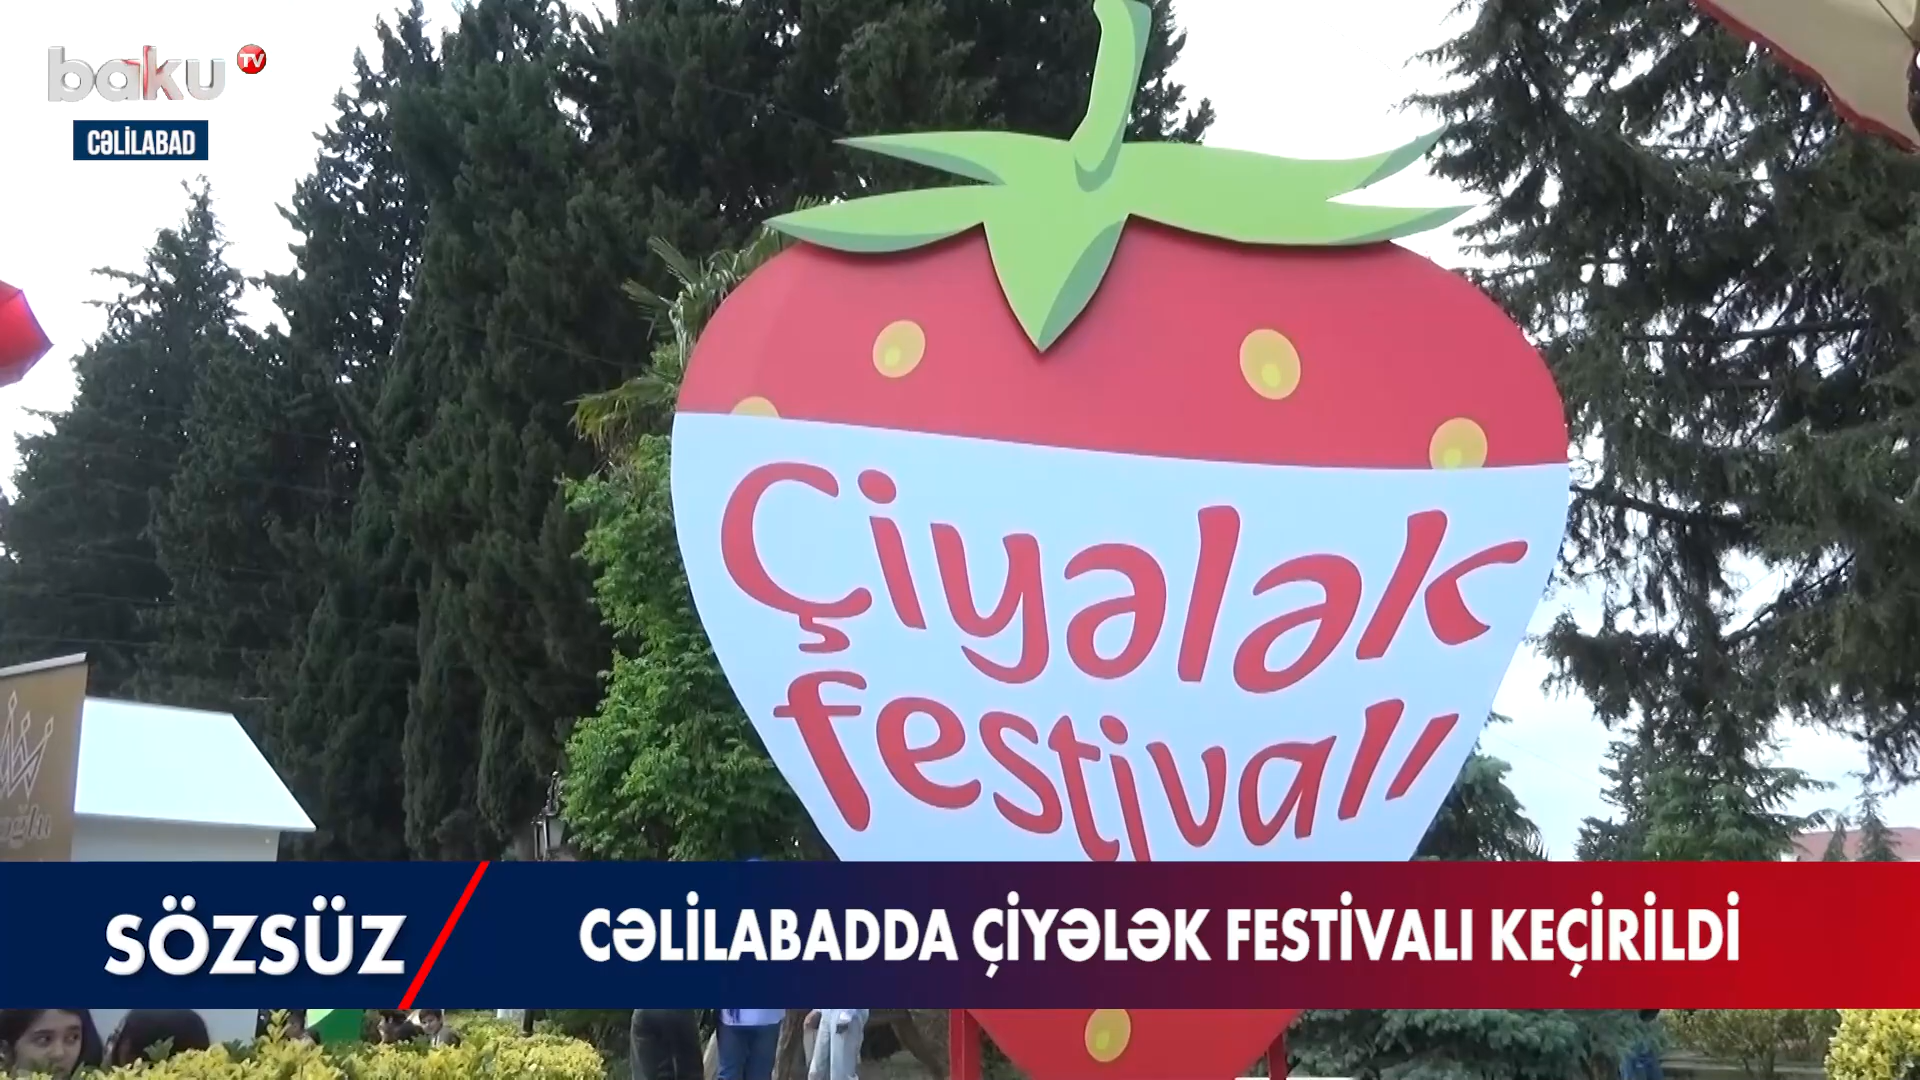 baku TV
CƏLİLABAD
Çiyələk
festivalı
SÖZSÜZ
CƏLİLABADDA ÇİYƏLƏK FESTİVALI KEÇİRİLDİ